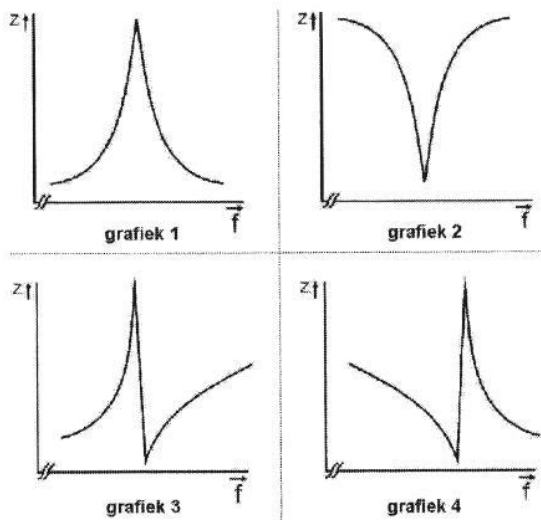 Z↑
f→
grafiek 1
Z↑
f→
grafiek 2
Z↑
f→
grafiek 3
Z↑
f→
grafiek 4